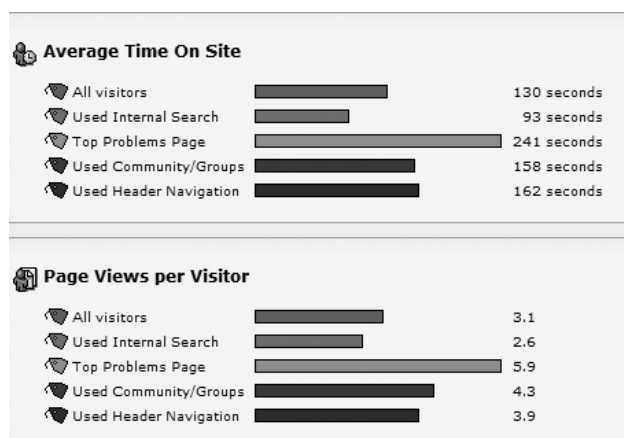 Average Time On Site
All visitors 130 seconds
Used Internal Search 93 seconds
Top Problems Page 241 seconds
Used Community/Groups 158 seconds
Used Header Navigation 162 seconds
Page Views per Visitor
All visitors 3.1
Used Internal Search 2.6
Top Problems Page 5.9
Used Community/Groups 4.3
Used Header Navigation 3.9